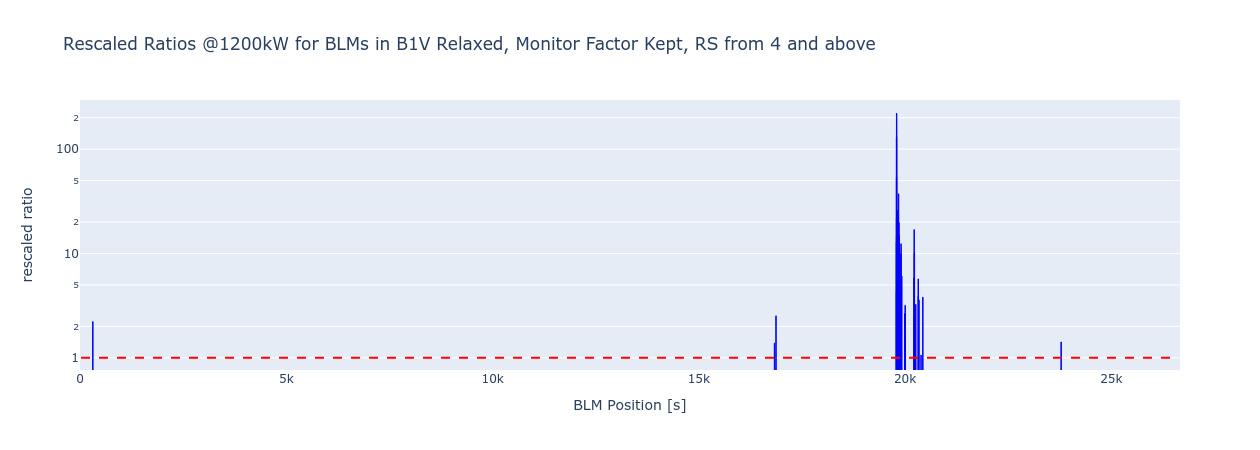 Rescaled Ratios @1200kW for BLMs in B1V Relaxed, Monitor Factor Kept, RS from 4 and above
2
100
5
2
10
5
2
1
rescaled ratio
0 5k 10k 15k 20k 25k
BLM Position [s]